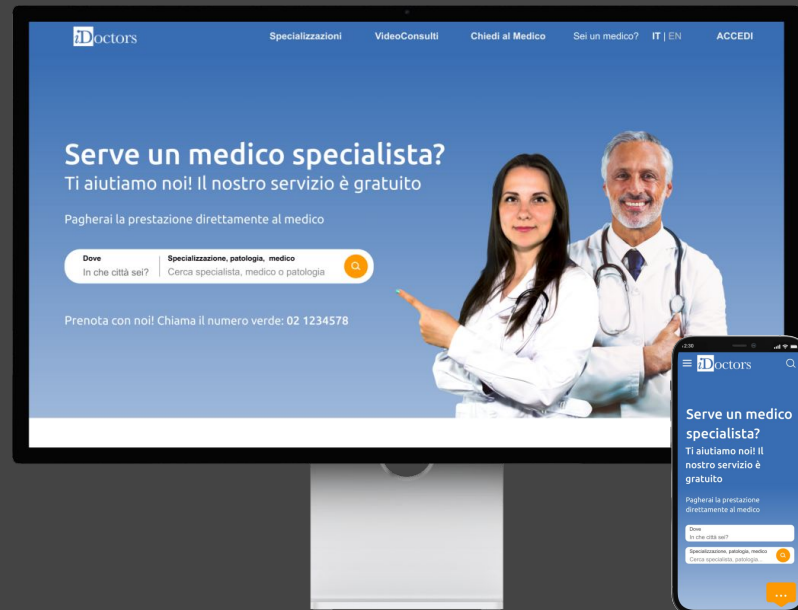 iDoctors
Specializzazioni VideoConsulti Chiedi al Medico Sei un medico? IT | EN ACCEDI
Serve un medico specialista?
Ti aiutiamo noi! Il nostro servizio è gratuito
Pagherai la prestazione direttamente al medico
Dove Specializzazione, patologia, medico
In che città sei? Cerca specialista, medico o patologia
Prenota con noi! Chiama il numero verde: 02 1234578
2:30
iDoctors
Serve un medico
specialista?
Ti aiutiamo noi! Il
nostro servizio è
gratuito
Pagherai la prestazione
direttamente al medico
Dove
In che città sei?
Specializzazione, patologia, medico
Cerca specialista, patologia...
...